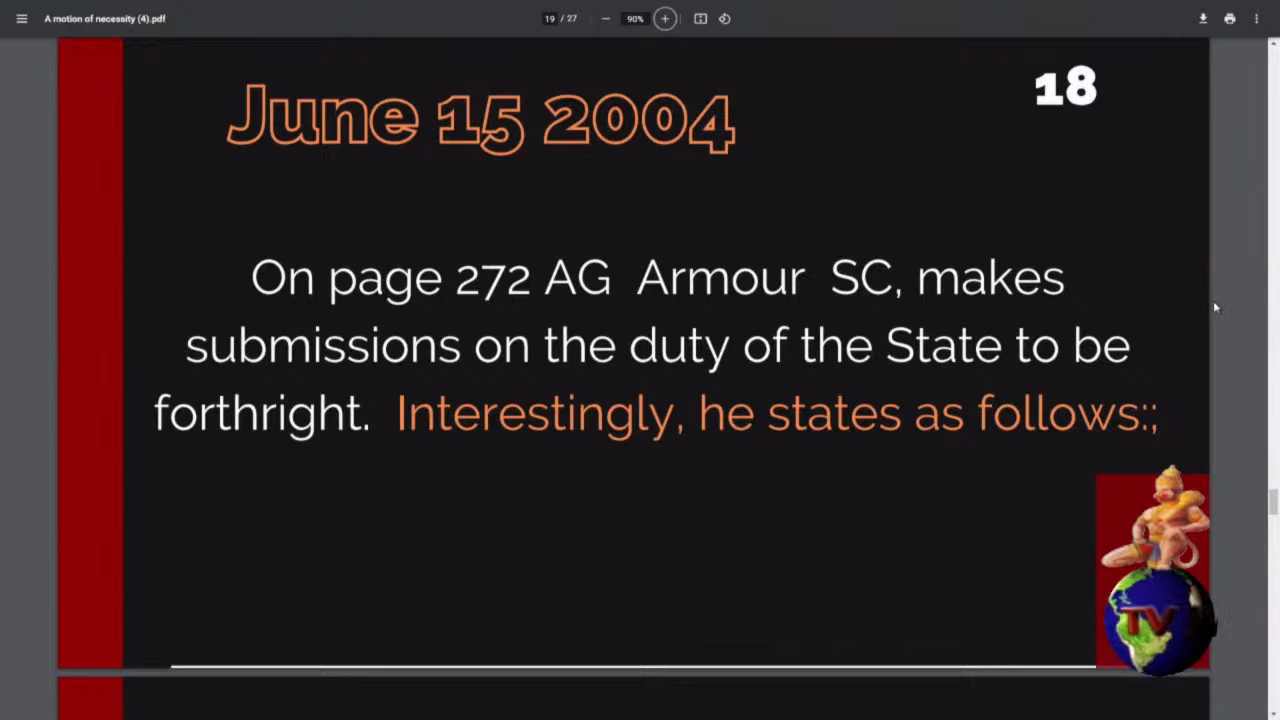 A motion of necessity (4).pdf
19 / 27
90%
June 15 2004
18
On page 272 AG Armour SC, makes
submissions on the duty of the State to be
forthright. Interestingly, he states as follows:;
TV